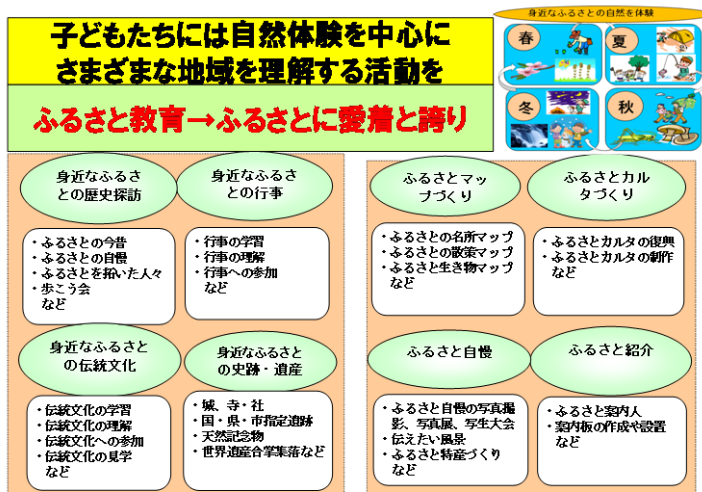 子どもたちには自然体験を中心に
さまざまな地域を理解する活動を
ふるさと教育→ふるさとに愛着と誇り
身近なふるさとの自然を体験
春
夏
冬
秋
身近なふるさ
との歴史探訪
・ふるさとの今昔
・ふるさとの自慢
・ふるさとを拓いた人々
・歩こう会
など
身近なふるさと
との行事
・行事の学習
・行事の理解
・行事への参加
など
ふるさとマッ
プづくり
・ふるさとの名所マップ
・ふるさとの散策マップ
・ふるさと生き物マップ
など
ふるさとカル
タづくり
・ふるさとカルタの復興
・ふるさとカルタの制作
など
身近なふるさと
の伝統文化
・伝統文化の学習
・伝統文化の理解
・伝統文化への参加
・伝統文化の見学
など
身近なふるさと
の史跡・遺産
・城、寺・社
・国・県・市指定遺跡
・天然記念物
・世界遺産合掌集落など
ふるさと自慢
・ふるさと自慢の写真撮
影、写真展、写生大会
・伝えたい風景
・ふるさと特産づくり
など
ふるさと紹介
・ふるさと案内人
・案内板の作成や設置
など